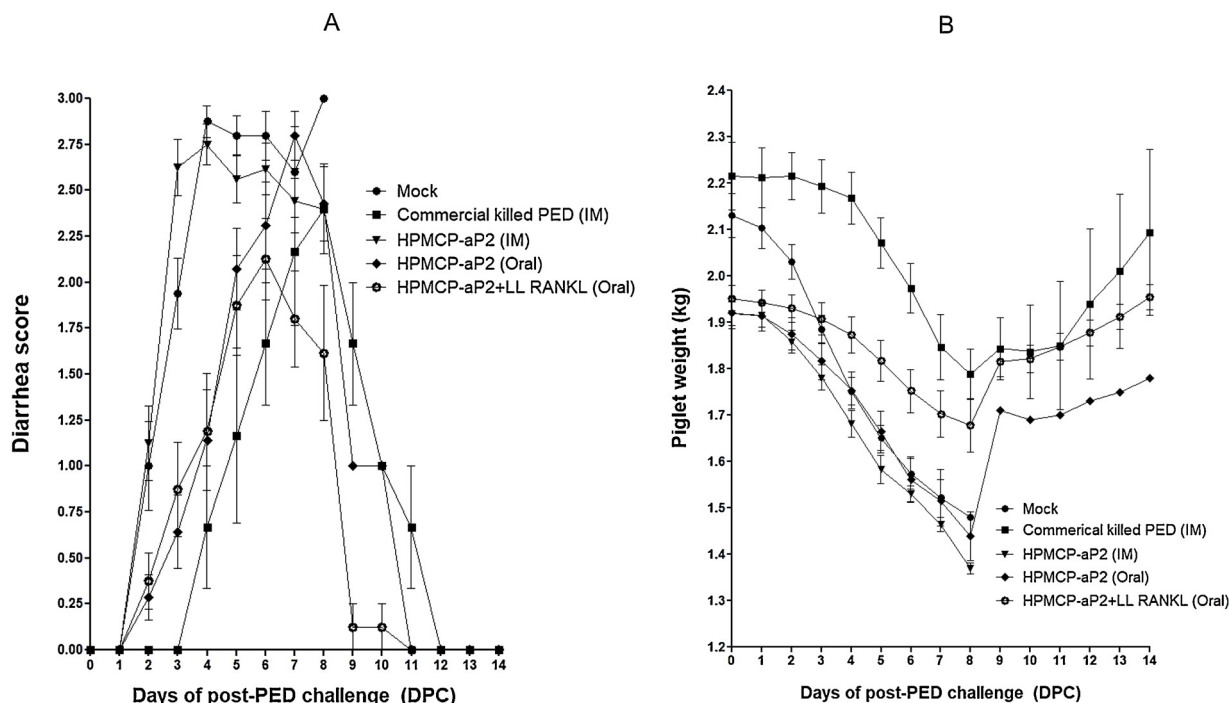 A
B
Diarrhea score
3.00
2.75
2.50
2.25
2.00
1.75
1.50
1.25
1.00
0.75
0.50
0.25
0.00
0 1 2 3 4 5 6 7 8 9 10 11 12 13 14
Days of post-PED challenge (DPC)
Mock
Commercial killed PED (IM)
HPMCP-aP2 (IM)
HPMCP-aP2 (Oral)
HPMCP-aP2+LL RANKL (Oral)
Piglet weight (kg)
2.4
2.3
2.2
2.1
2.0
1.9
1.8
1.7
1.6
1.5
1.4
1.3
1.2
0 1 2 3 4 5 6 7 8 9 10 11 12 13 14
Days of post-PED challenge (DPC)
Mock
Commerical killed PED (IM)
HPMCP-aP2 (IM)
HPMCP-aP2 (Oral)
HPMCP-aP2+LL RANKL (Oral)